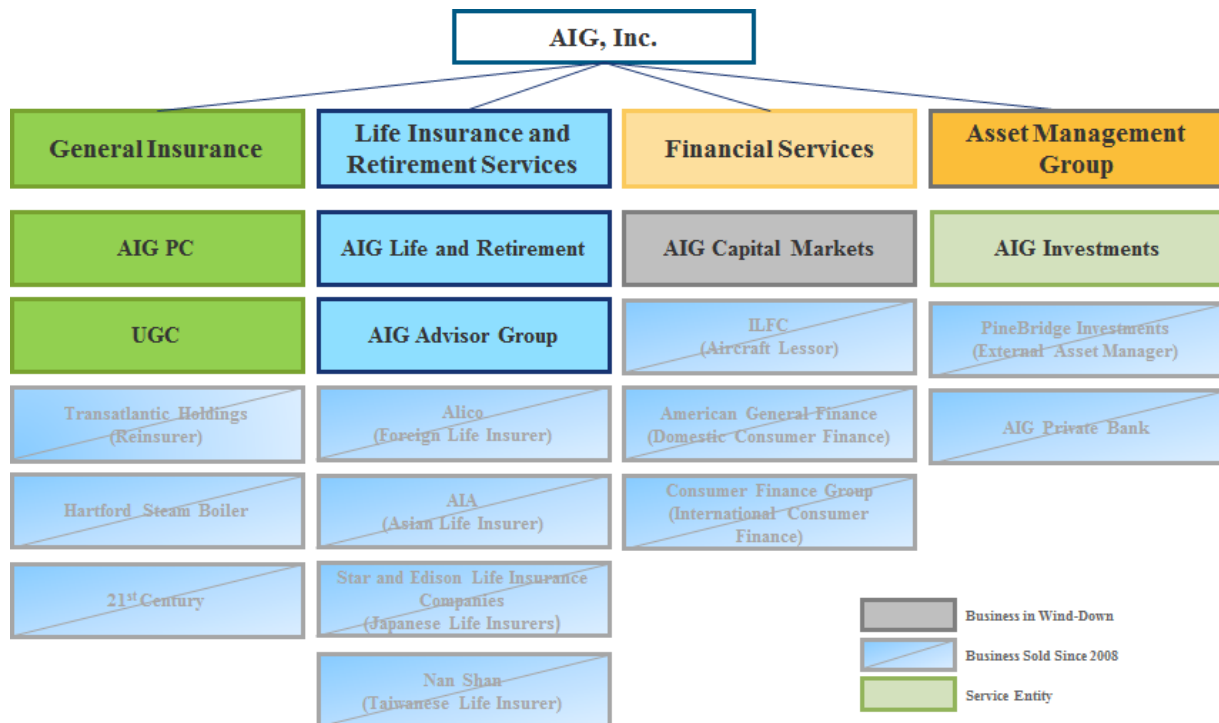 AIG, Inc.
General Insurance
Life Insurance and
Retirement Services
Financial Services
Asset Management
Group
AIG PC
AIG Life and Retirement
AIG Capital Markets
AIG Investments
UGC
AIG Advisor Group
ILFC
(Aircraft Lessor)
PineBridge Investments
(External Asset Manager)
Transatlantic Holdings
(Reinsurer)
Alico
(Foreign Life Insurer)
American General Finance
(Domestic Consumer Finance)
AIG Private Bank
Hartford Steam Boiler
AIA
(Asian Life Insurer)
Consumer Finance Group
(International Consumer
Finance)
21st Century
Star and Edison Life Insurance
Companies
(Japanese Life Insurers)
Nan Shan
(Taiwanese Life Insurer)
Business in Wind-Down
Business Sold Since 2008
Service Entity